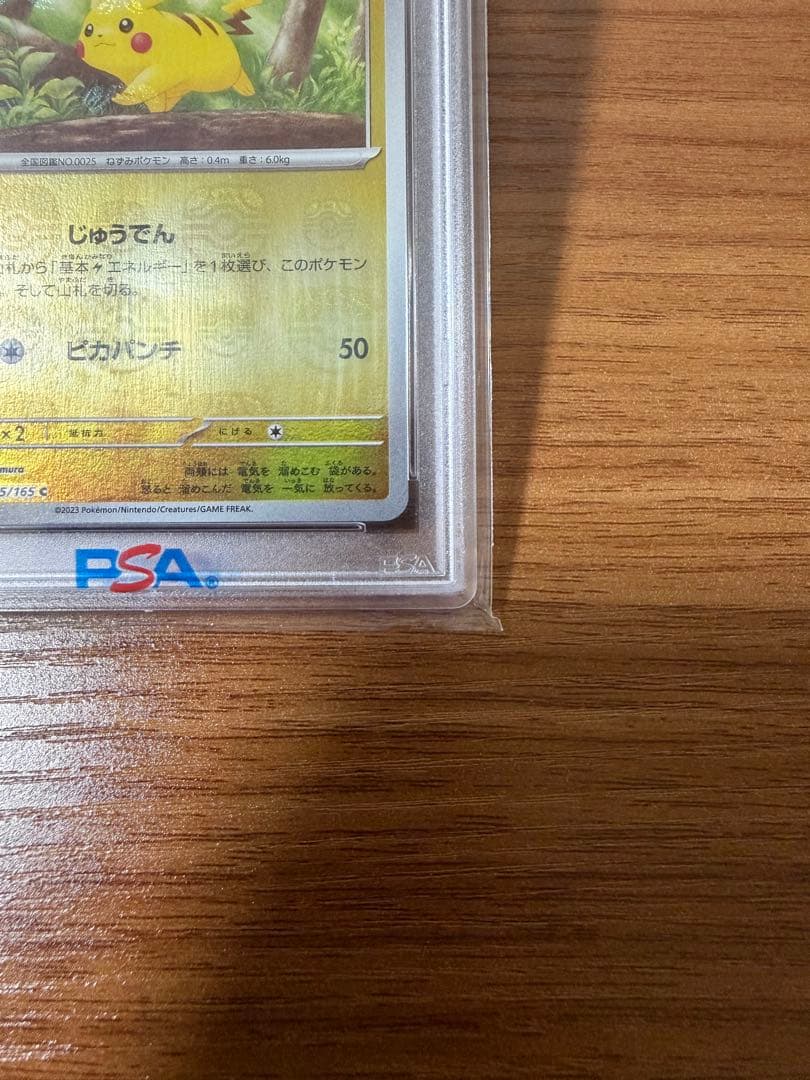 全国図鑑NO.0025 ねずみポケモン 高さ:0.4m 重さ:6.0kg
じゅうでん
札から「基本エネルギー」を1枚選び、このポケモン
。そして山札を切る。
ピカパンチ 50
×2 抵抗力 にげる
mura 両頬には 電気を 溜めこむ 袋がある。
5/165 C 怒ると 溜めこんだ 電気を 一気に 放ってくる。
©2023 Pokémon/Nintendo/Creatures/GAME FREAK.
PSA® PSA